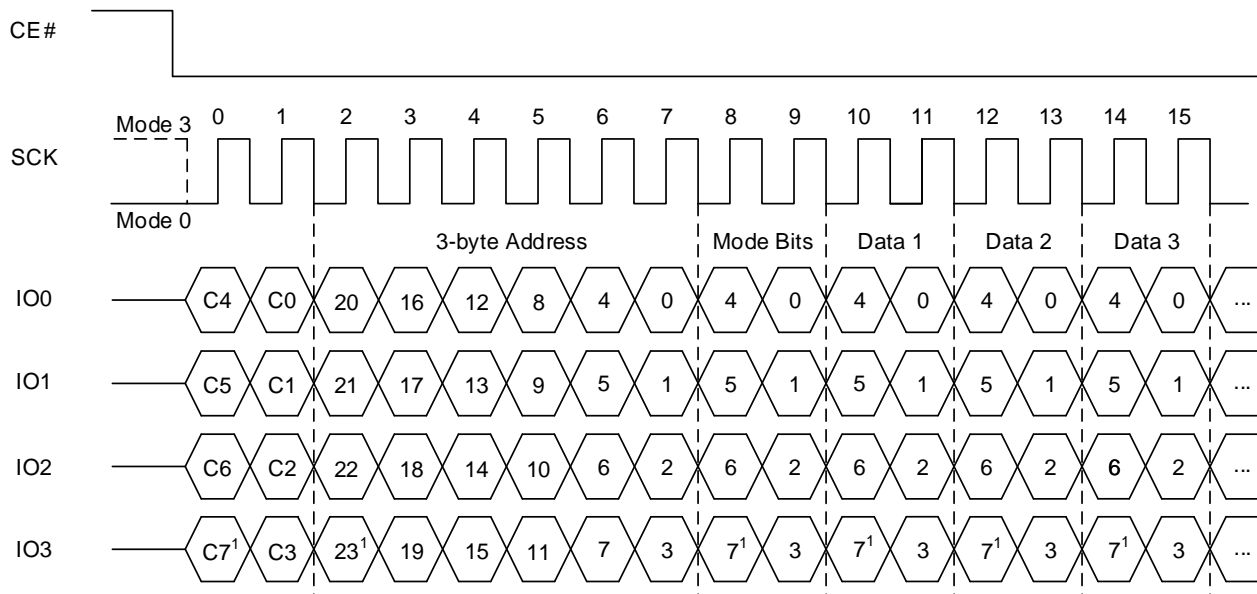 CE#
0 1 2 3 4 5 6 7 8 9 10 11 12 13 14 15
Mode 3
SCK
Mode 0
3-byte Address Mode Bits Data 1 Data 2 Data 3
IO0 C4 C0 20 16 12 8 4 0 4 0 4 0 4 0 4 0 ...
IO1 C5 C1 21 17 13 9 5 1 5 1 5 1 5 1 5 1 ...
IO2 C6 C2 22 18 14 10 6 2 6 2 6 2 6 2 6 2 ...
IO3 C7¹ C3 23¹ 19 15 11 7 3 7¹ 3 7¹ 3 7¹ 3 7¹ 3 ...